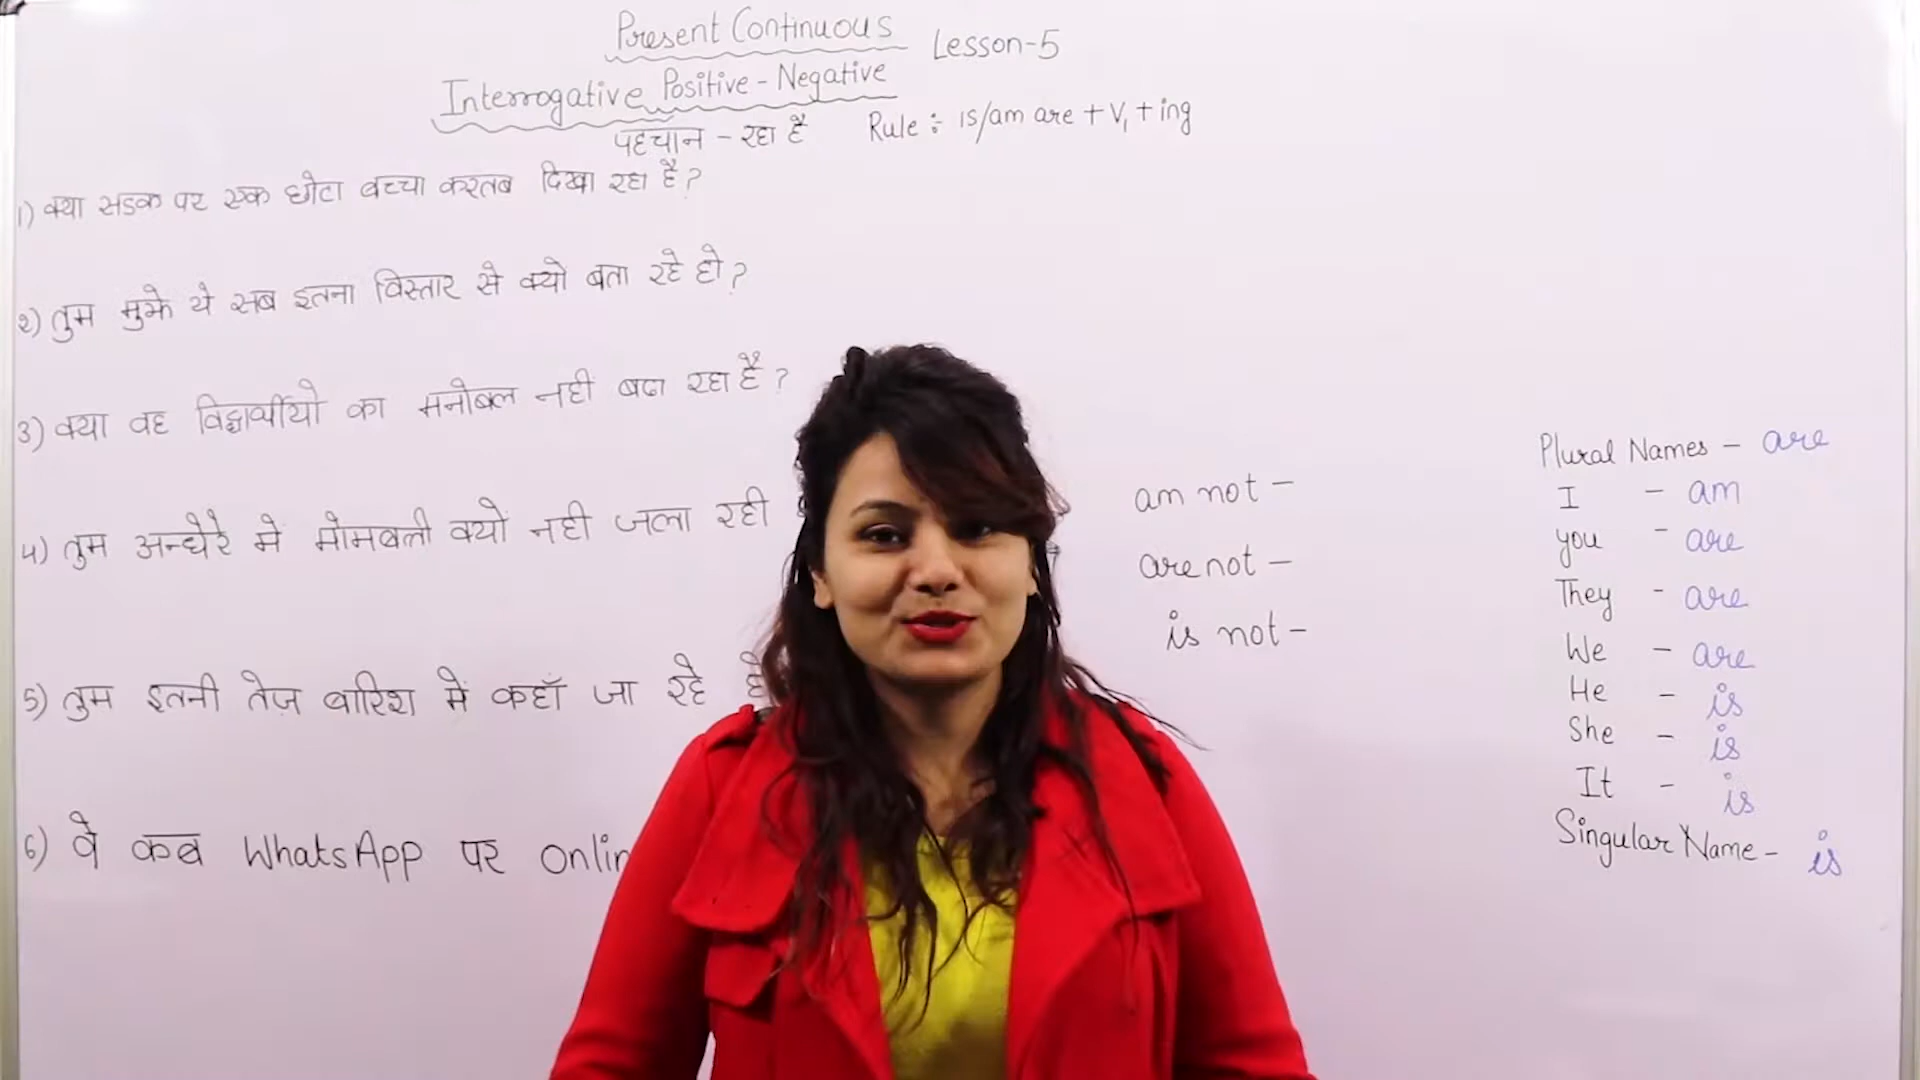 Present Continuous
Lesson-5
Interrogative Positive - Negative
पहचान - रहा है
Rule : is/am are + V1 + ing
1) क्या सडक पर एक छोटा बच्चा करतब दिखा रहा है ?
2) तुम मुझे ये सब इतना विस्तार से क्यो बता रहे हो ?
3) क्या वह विद्यार्थीयो का मनोबल नही बढा रहा है ?
4) तुम अन्धेरे में मोमबत्ती क्यों नही जला रही
5) तुम इतनी तेज़ बारिश में कहाँ जा रहे
6) वे कब WhatsApp पर
am not -
are not -
is not -
Plural Names - are
I - am
you - are
They - are
We - are
He - is
She - is
It - is
Singular Name - is